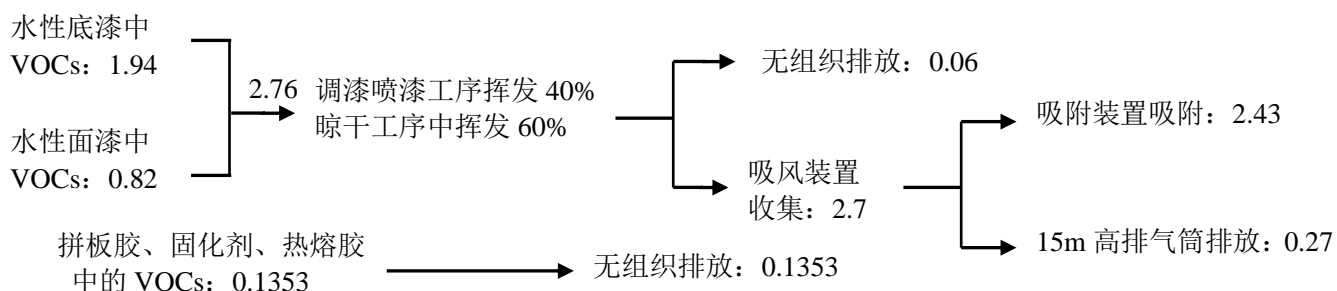 水性底漆中
VOCs：1.94
水性面漆中
VOCs：0.82
2.76
调漆喷漆工序挥发 40%
晾干工序中挥发 60%
无组织排放：0.06
吸风装置
收集：2.7
吸附装置吸附：2.43
15m 高排气筒排放：0.27
拼板胶、固化剂、热熔胶
中的 VOCs：0.1353
无组织排放：0.1353